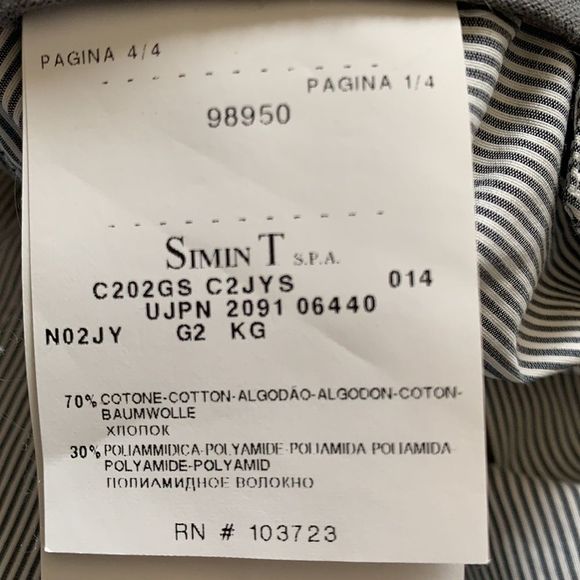 PAGINA 4/4
PAGINA 1/4
98950
SIMIN T S.P.A.
C202GS C2JYS 014
UJPN 2091 06440
N02JY G2 KG
70% COTONE-COTTON-ALGODÃO-ALGODON-COTON-
BAUMWOLLE
ХЛОПОК
30% POLIAMMIDICA-POLYAMIDE-POLIAMIDA POLIAMIDA-
POLYAMIDE-POLYAMID
ПОЛИАМИДНОЕ ВОЛОКНО
RN # 103723